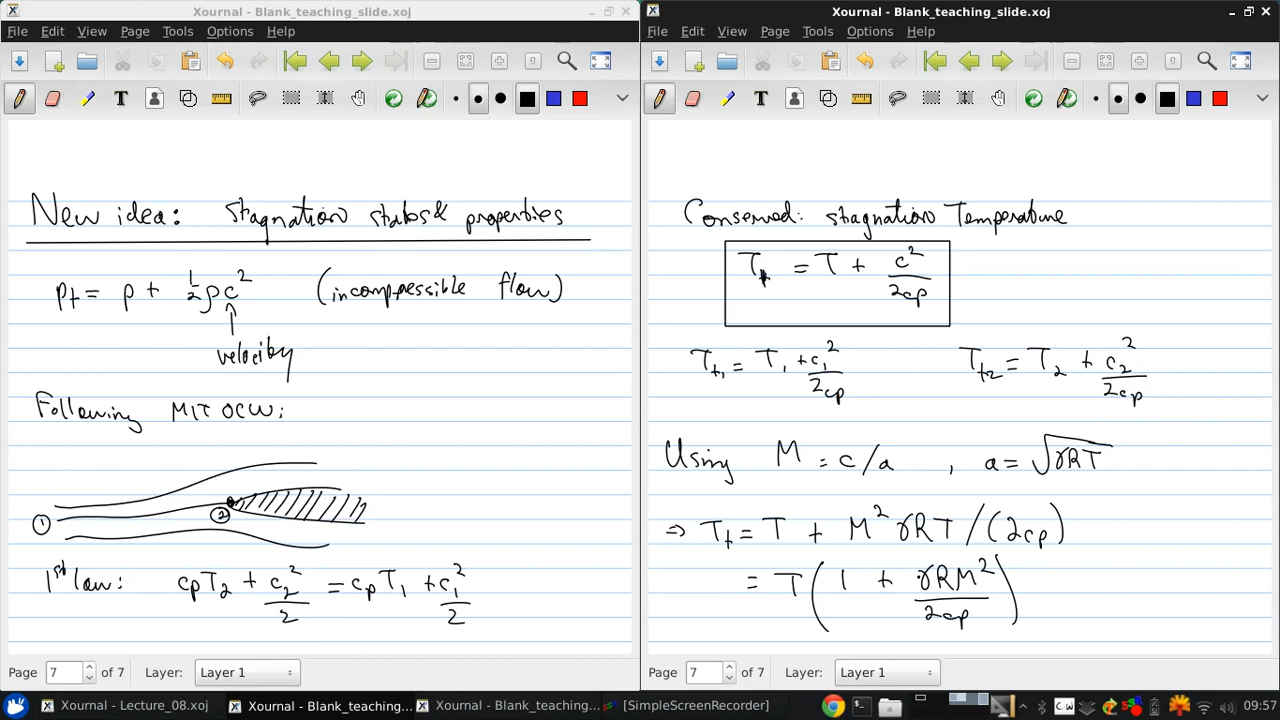 Xournal - Blank_teaching_slide.xoj
File Edit View Page Tools Options Help
New idea: Stagnation states & properties
pt = p + 1/2 ρc² (incompressible flow)
velocity
Following MIT OCW:
① ②
1st law: cpT2 + c2²/2 = cpT1 + c1²/2
Page 7 of 7 Layer: Layer 1
Xournal - Blank_teaching_slide.xoj
File Edit View Page Tools Options Help
Conserved: stagnation Temperature
Tt = T + c²/2cp
Tt1 = T1 + c1²/2cp Tt2 = T2 + c2²/2cp
Using M = c/a , a = √γRT
⇒ Tt = T + M²γRT/(2cp)
= T(1 + γRM²/2cp)
Page 7 of 7 Layer: Layer 1
Xournal - Lecture_08.xoj Xournal - Blank_teaching... Xournal - Blank_teaching... [SimpleScreenRecorder] 09:57